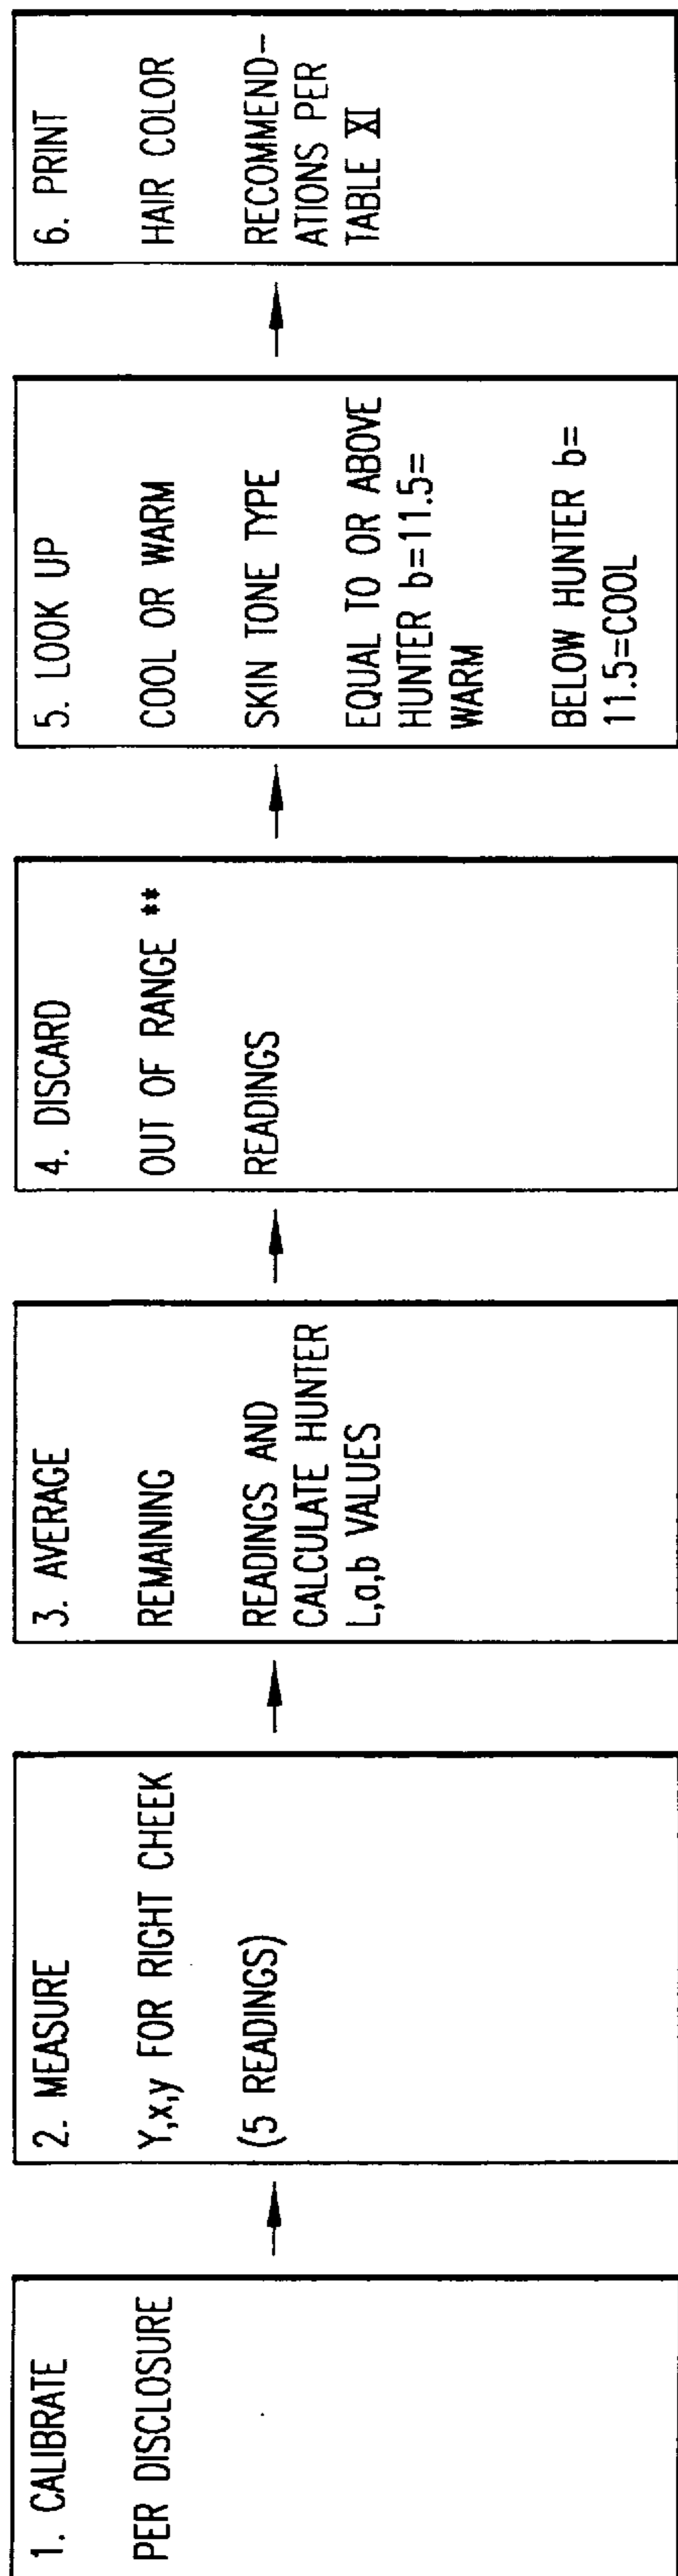 1. CALIBRATE
PER DISCLOSURE
2. MEASURE
Y,x,y FOR RIGHT CHEEK
(5 READINGS)
3. AVERAGE
REMAINING
READINGS AND
CALCULATE HUNTER
L,a,b VALUES
4. DISCARD
OUT OF RANGE **
READINGS
5. LOOK UP
COOL OR WARM
SKIN TONE TYPE
EQUAL TO OR ABOVE
HUNTER b=11.5=
WARM
BELOW HUNTER b=
11.5=COOL
6. PRINT
HAIR COLOR
RECOMMEND-
ATIONS PER
TABLE XI